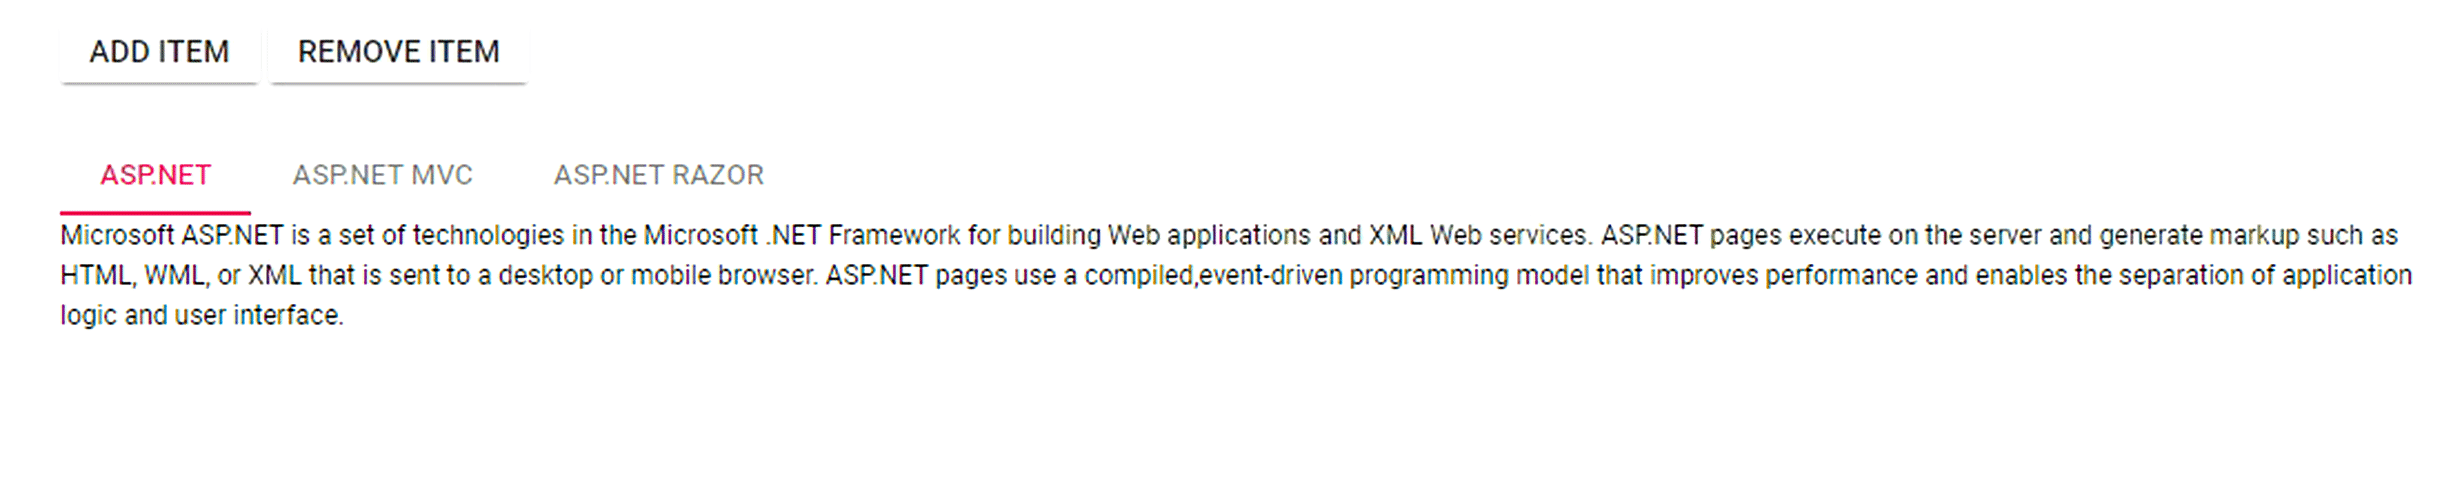 ADD ITEM REMOVE ITEM
ASP.NET ASP.NET MVC ASP.NET RAZOR
Microsoft ASP.NET is a set of technologies in the Microsoft .NET Framework for building Web applications and XML Web services. ASP.NET pages execute on the server and generate markup such as
HTML, WML, or XML that is sent to a desktop or mobile browser. ASP.NET pages use a compiled,event-driven programming model that improves performance and enables the separation of application
logic and user interface.